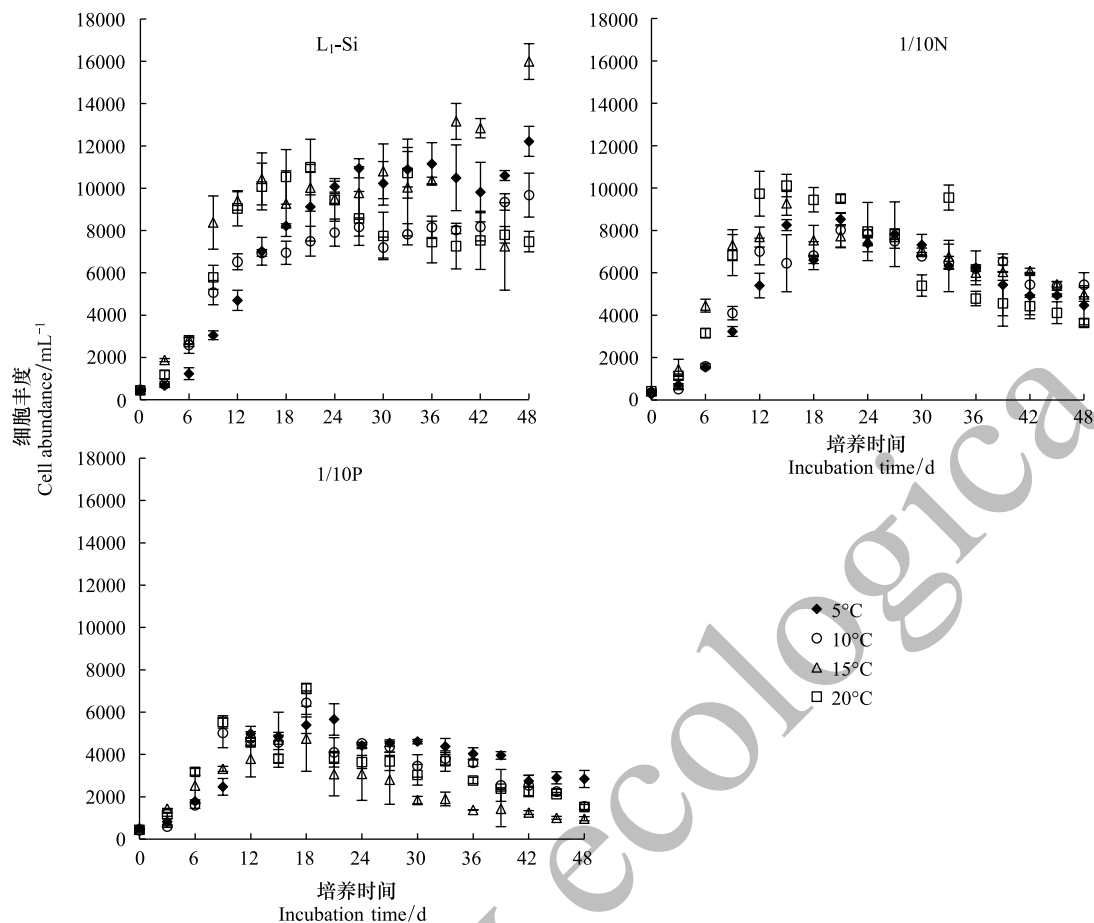 细胞丰度
Cell abundance/mL⁻¹
L₁-Si
18000
16000
14000
12000
10000
8000
6000
4000
2000
0
0 6 12 18 24 30 36 42 48
1/10N
18000
16000
14000
12000
10000
8000
6000
4000
2000
0
0 6 12 18 24 30 36 42 48
培养时间
Incubation time/d
1/10P
18000
16000
14000
12000
10000
8000
6000
4000
2000
0
0 6 12 18 24 30 36 42 48
培养时间
Incubation time/d
5°C
10°C
15°C
20°C
ecologica